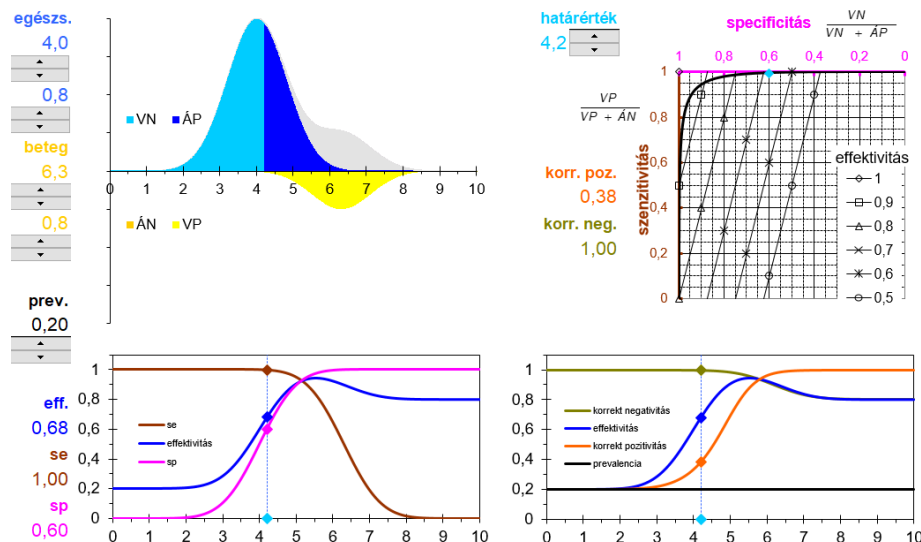 egészs.
4,0
0,8
beteg
6,3
0,8
prev.
0,20
VN ÁP
0 1 2 3 4 5 6 7 8 9 10
ÁN VP
határérték
4,2
specificitás VN
VN + ÁP
1 0,8 0,6 0,4 0,2 0
VP
VP + ÁN
korr. poz.
0,38
korr. neg.
1,00
szenzitivitás
1
0,8
0,6
0,4
0,2
0
effektivitás
1
0,9
0,8
0,7
0,6
0,5
eff.
0,68
se
1,00
sp
0,60
1
0,8
0,6
0,4
0,2
0
se
effektivitás
sp
0 1 2 3 4 5 6 7 8 9 10
1
0,8
0,6
0,4
0,2
0
korrekt negativitás
effektivitás
korrekt pozitivitás
prevalencia
0 1 2 3 4 5 6 7 8 9 10